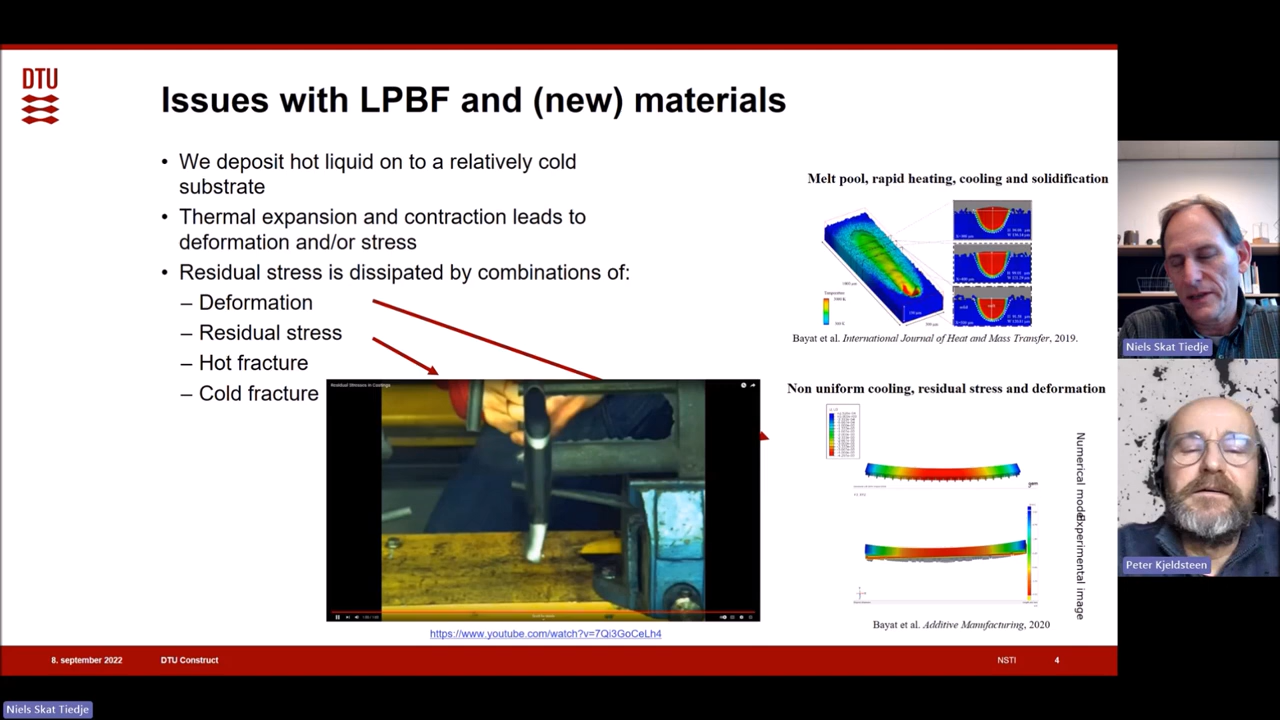 DTU
Issues with LPBF and (new) materials
• We deposit hot liquid on to a relatively cold
substrate
• Thermal expansion and contraction leads to
deformation and/or stress
• Residual stress is dissipated by combinations of:
– Deformation
– Residual stress
– Hot fracture
– Cold fracture
Residual Stresses in Castings
https://www.youtube.com/watch?v=7Qi3GoCeLh4
Melt pool, rapid heating, cooling and solidification
Temperature
Bayat et al. International Journal of Heat and Mass Transfer, 2019.
Non uniform cooling, residual stress and deformation
Numerical model
Experimental image
Bayat et al. Additive Manufacturing, 2020
8. september 2022
DTU Construct
NSTI
4
Niels Skat Tiedje
Peter Kjeldsteen
Niels Skat Tiedje